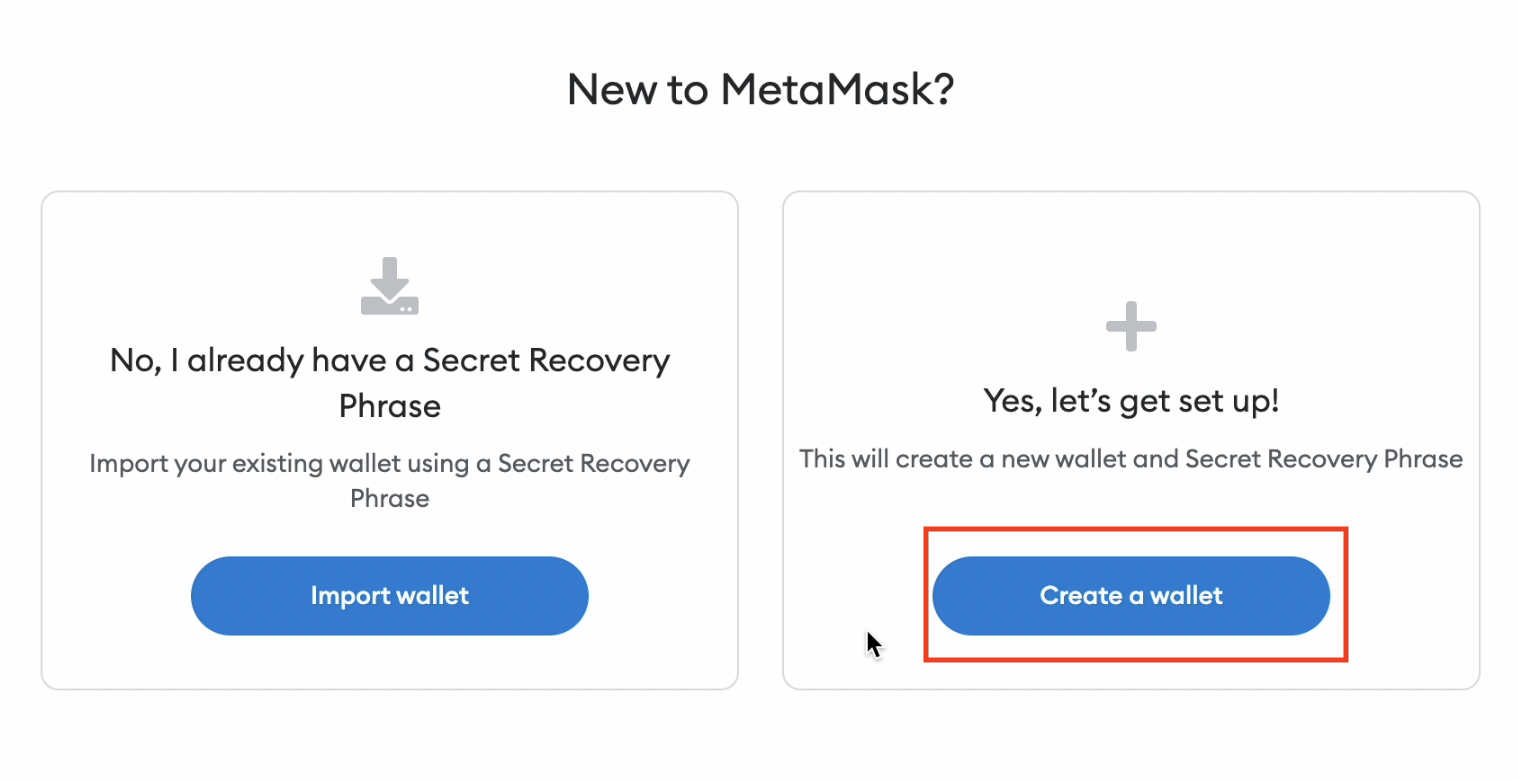 New to MetaMask?
No, I already have a Secret Recovery
Phrase
Import your existing wallet using a Secret Recovery
Phrase
Import wallet
Yes, let’s get set up!
This will create a new wallet and Secret Recovery Phrase
Create a wallet